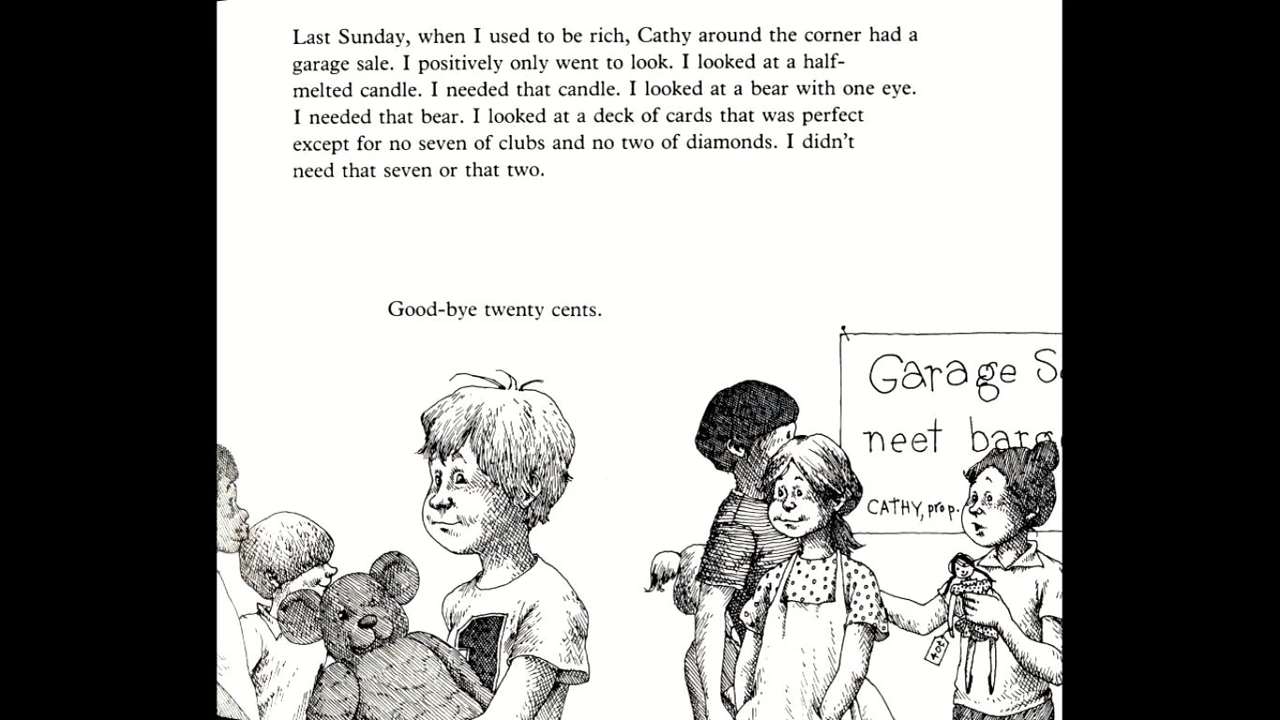 Last Sunday, when I used to be rich, Cathy around the corner had a
garage sale. I positively only went to look. I looked at a half-
melted candle. I needed that candle. I looked at a bear with one eye.
I needed that bear. I looked at a deck of cards that was perfect
except for no seven of clubs and no two of diamonds. I didn't
need that seven or that two.
Good-bye twenty cents.
Garage S
neet barg
CATHY, prop.
40¢